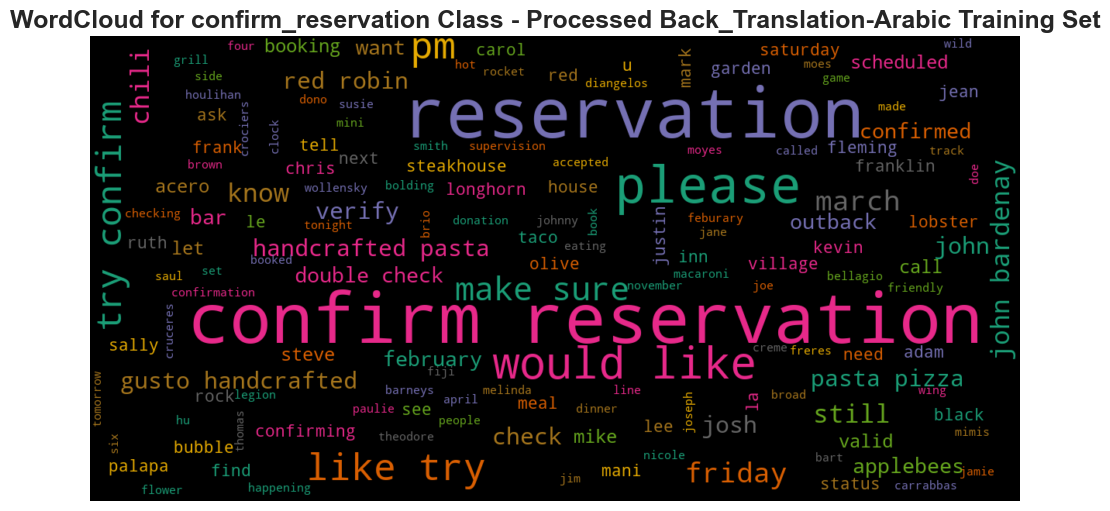 WordCloud for confirm_reservation Class - Processed Back_Translation-Arabic Training Set
four booking want pm carol u mark saturday wild
grill hot rocket moes scheduled
side red robin red diangelos garden game jean
chili houlihan dono susie reservation made
ask crociers clock mini confirmed
frank tell smith supervision moyes called fleming track
brown chris next steakhouse accepted franklin doe
try confirm acero know wollensky bolding longhorn house please march
checking bar le verify brio donation johnny book feburary outback lobster
tonight jane justin
ruth let handcrafted pasta taco eating kevin john john bardenay
booked olive inn village call
saul set double check macaroni bellagio friendly
confirmation make sure november joe
cruceres confirm reservation
sally steve february would like creme freres need adam
fiji
tomorrow gusto handcrafted rock legion barneys melinda line meal broad pasta pizza wing
paulie april see dinner joseph la still black
hu thomas confirming people check mike lee josh valid mimis
six bubble theodore nicole bart
palapa find like try jim mani friday status applebees jamie
flower happening carrabbas